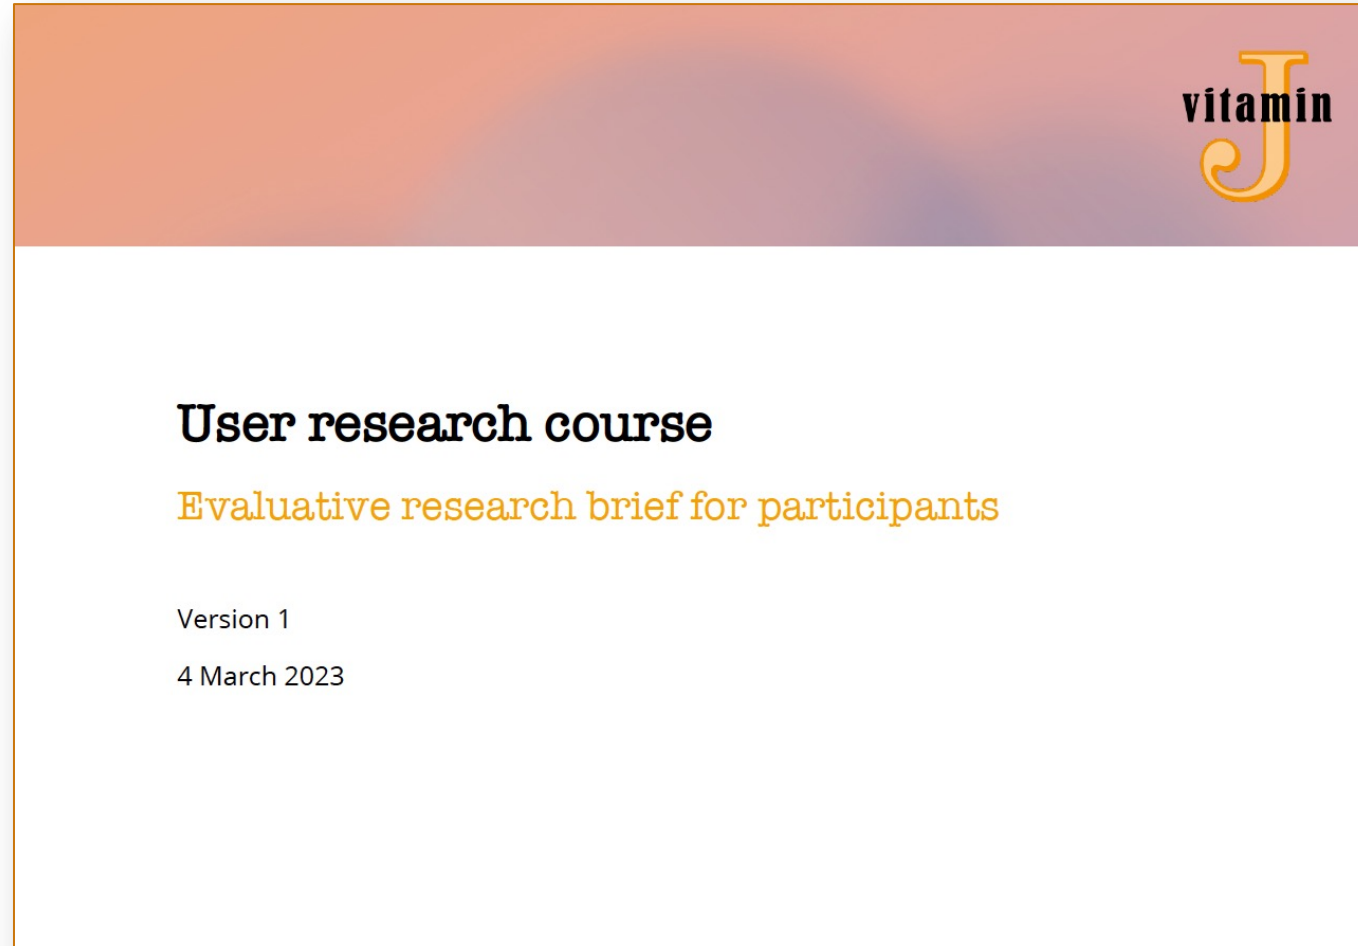 vitamin
J
User research course
Evaluative research brief for participants
Version 1
4 March 2023